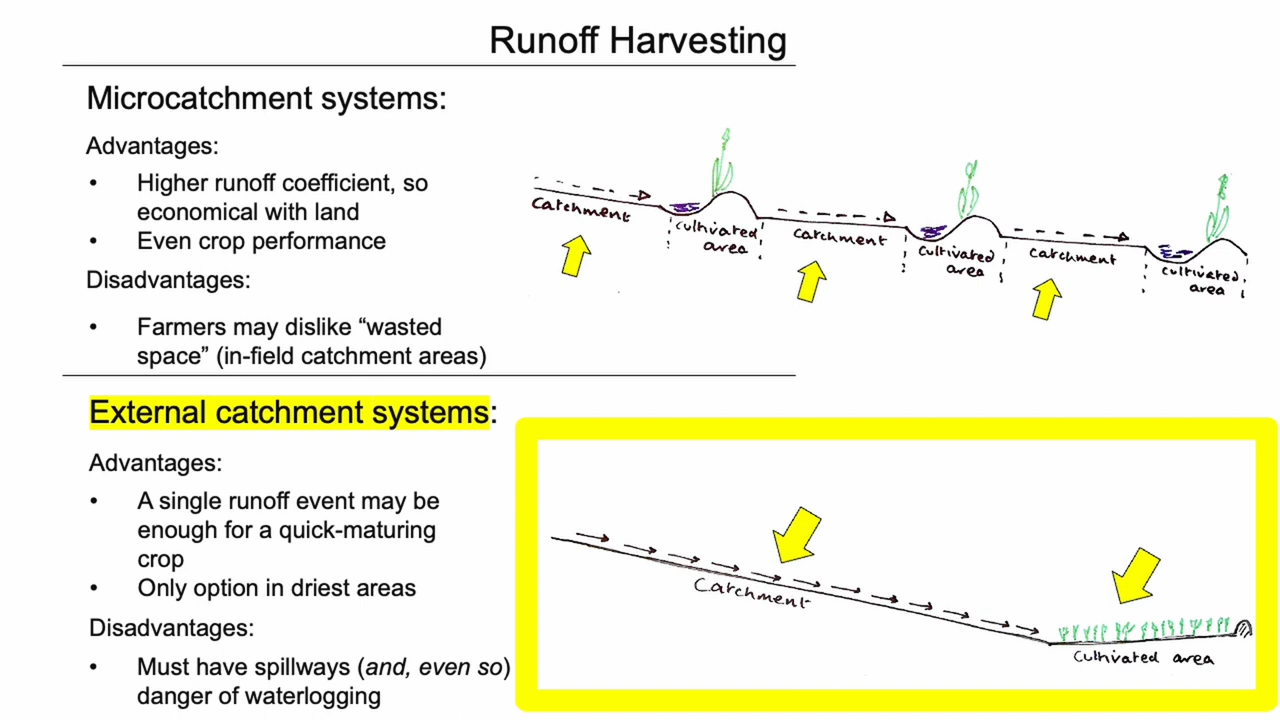 Runoff Harvesting
Microcatchment systems:
Advantages:
• Higher runoff coefficient, so
economical with land
• Even crop performance
Disadvantages:
• Farmers may dislike “wasted
space” (in-field catchment areas)
Catchment
cultivated
area
Catchment
cultivated
area
Catchment
cultivated
area
External catchment systems:
Advantages:
• A single runoff event may be
enough for a quick-maturing
crop
• Only option in driest areas
Disadvantages:
• Must have spillways (and, even so)
danger of waterlogging
Catchment
Cultivated area